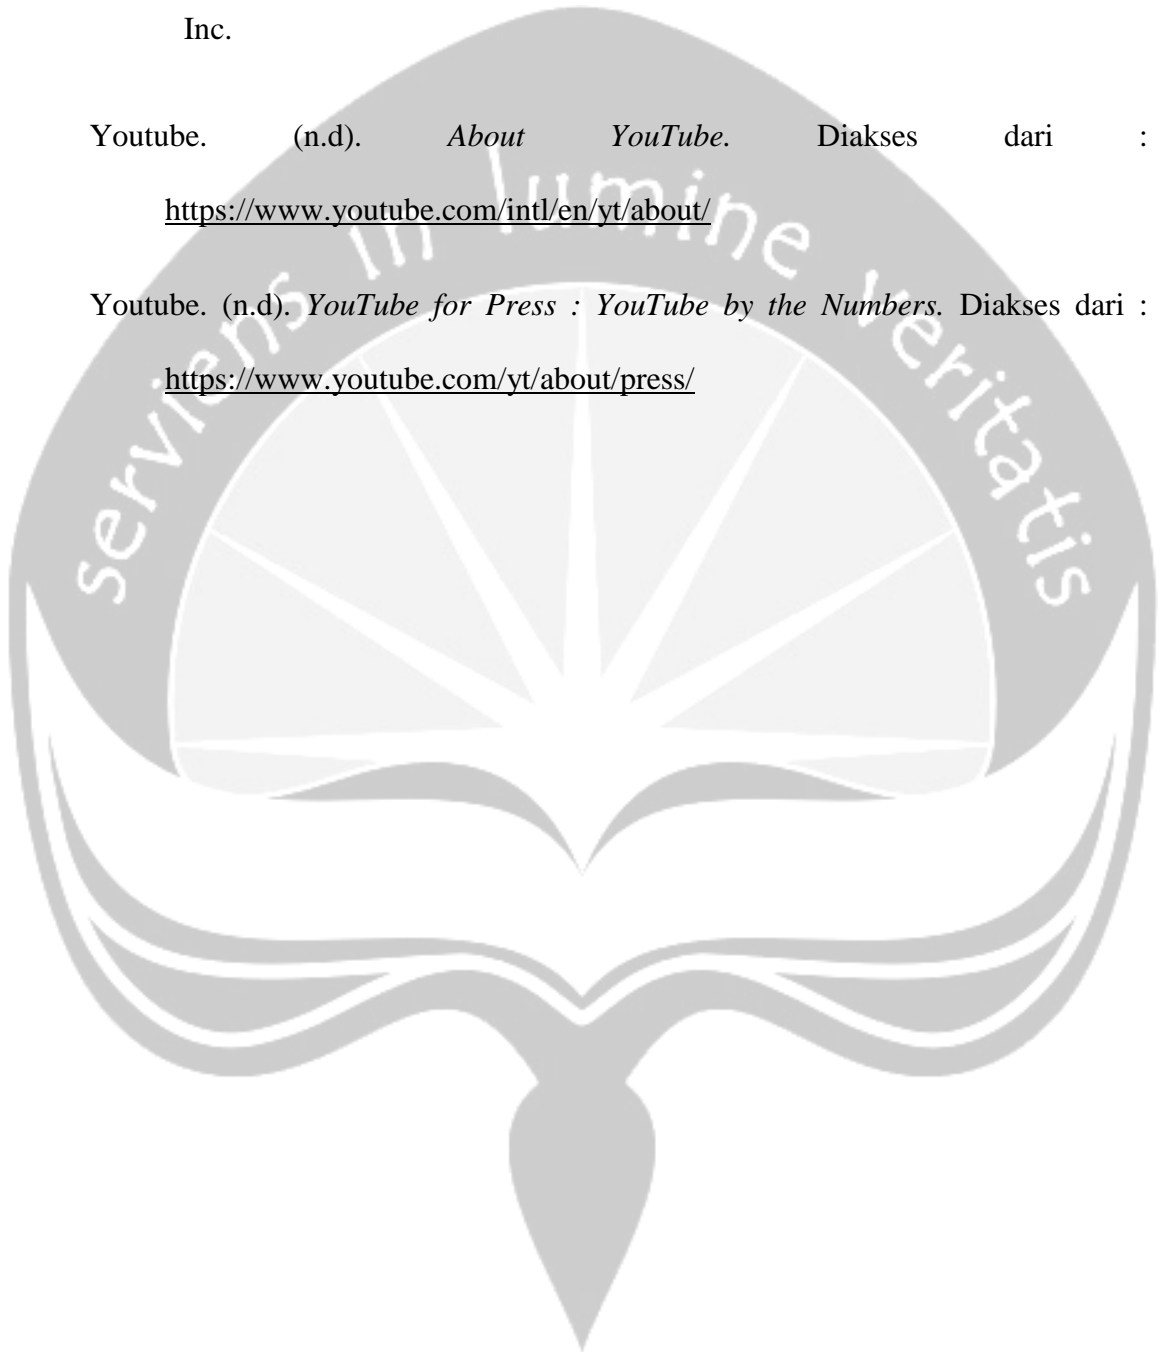 Inc.
Youtube. (n.d). About YouTube. Diakses dari :
https://www.youtube.com/intl/en/yt/about/
Youtube. (n.d). YouTube for Press : YouTube by the Numbers. Diakses dari :
https://www.youtube.com/yt/about/press/
serviens in lumine veritatis